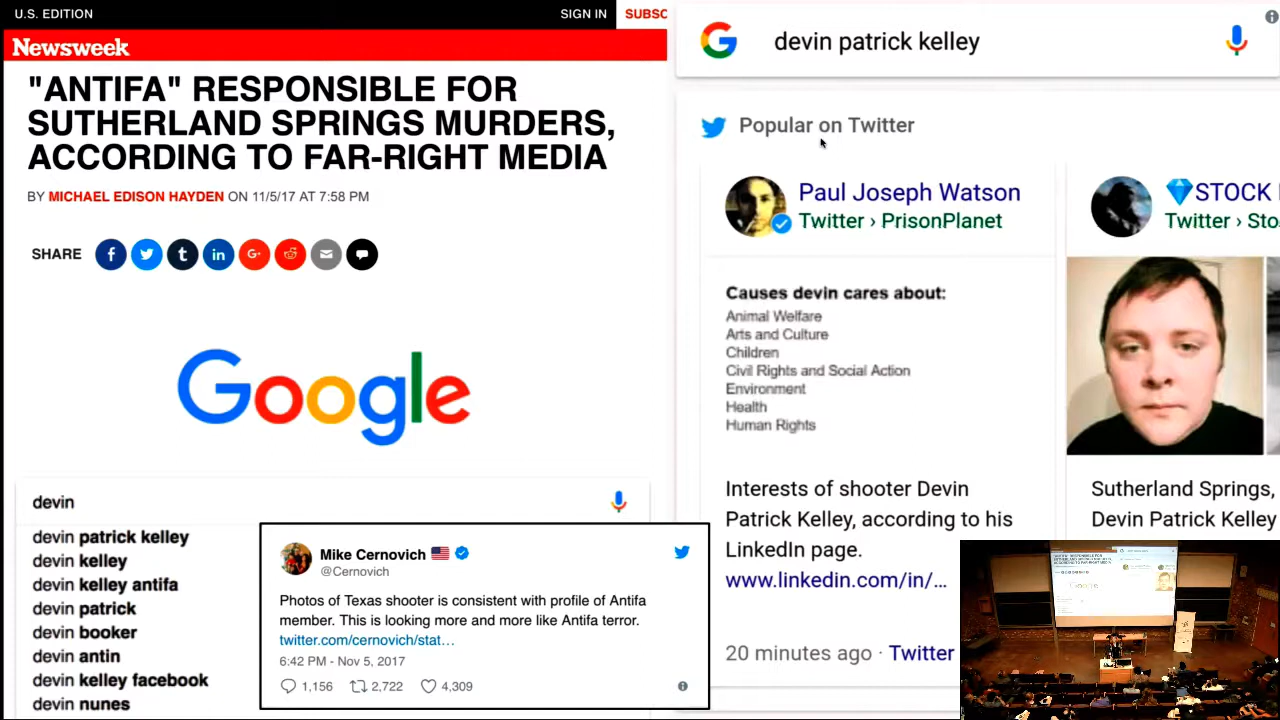 U.S. EDITION
SIGN IN
SUBSC
Newsweek
"ANTIFA" RESPONSIBLE FOR
SUTHERLAND SPRINGS MURDERS,
ACCORDING TO FAR-RIGHT MEDIA
BY MICHAEL EDISON HAYDEN ON 11/5/17 AT 7:58 PM
SHARE
Google
devin
devin patrick kelley
devin kelley
devin kelley antifa
devin patrick
devin booker
devin antin
devin kelley facebook
devin nunes
Mike Cernovich
@Cernovich
Photos of Texas shooter is consistent with profile of Antifa
member. This is looking more and more like Antifa terror.
twitter.com/cernovich/stat…
6:42 PM - Nov 5, 2017
1,156 2,722 4,309
devin patrick kelley
Popular on Twitter
Paul Joseph Watson
Twitter › PrisonPlanet
Causes devin cares about:
Animal Welfare
Arts and Culture
Children
Civil Rights and Social Action
Environment
Health
Human Rights
Interests of shooter Devin
Patrick Kelley, according to his
LinkedIn page.
www.linkedin.com/in/...
20 minutes ago · Twitter
STOCK
Twitter › Sto
Sutherland Springs,
Devin Patrick Kelley